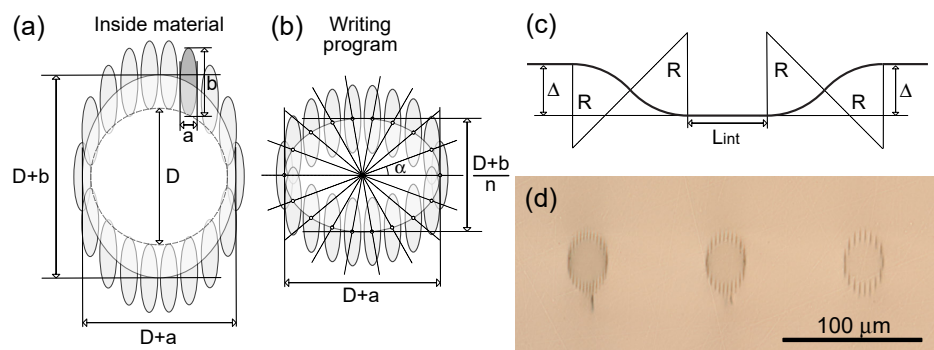 (a)
Inside material
b
a
D+b
D
D+a
(b)
Writing
program
α
D+b
n
D+a
(c)
R
R
R
R
Δ
Δ
Lint
(d)
100 μm